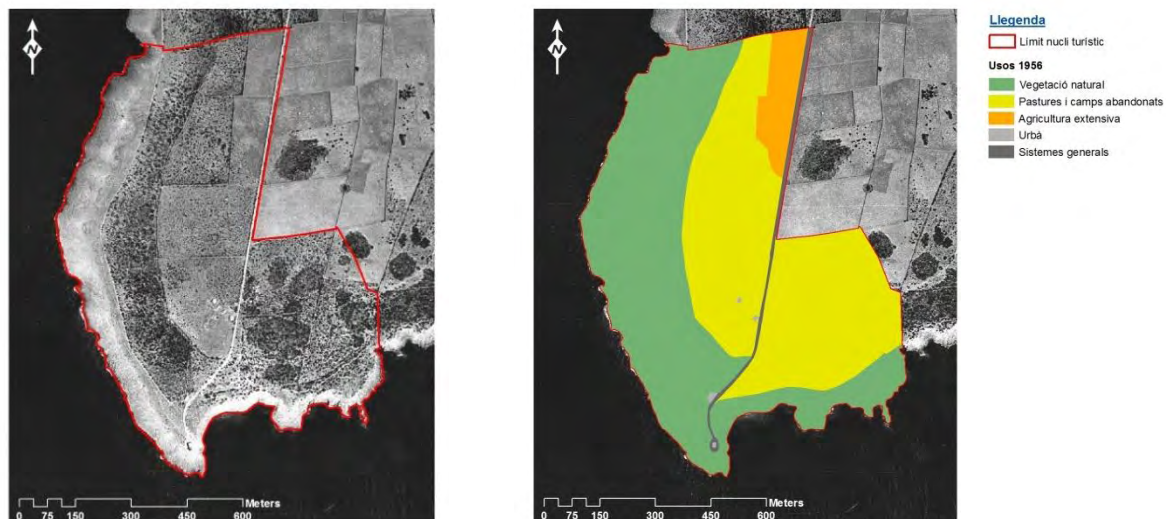 N
0 75 150 300 450 600
Meters
N
0 75 150 300 450 600
Meters
Llegenda
Límit nucli turístic
Usos 1956
Vegetació natural
Pastures i camps abandonats
Agricultura extensiva
Urbà
Sistemes generals